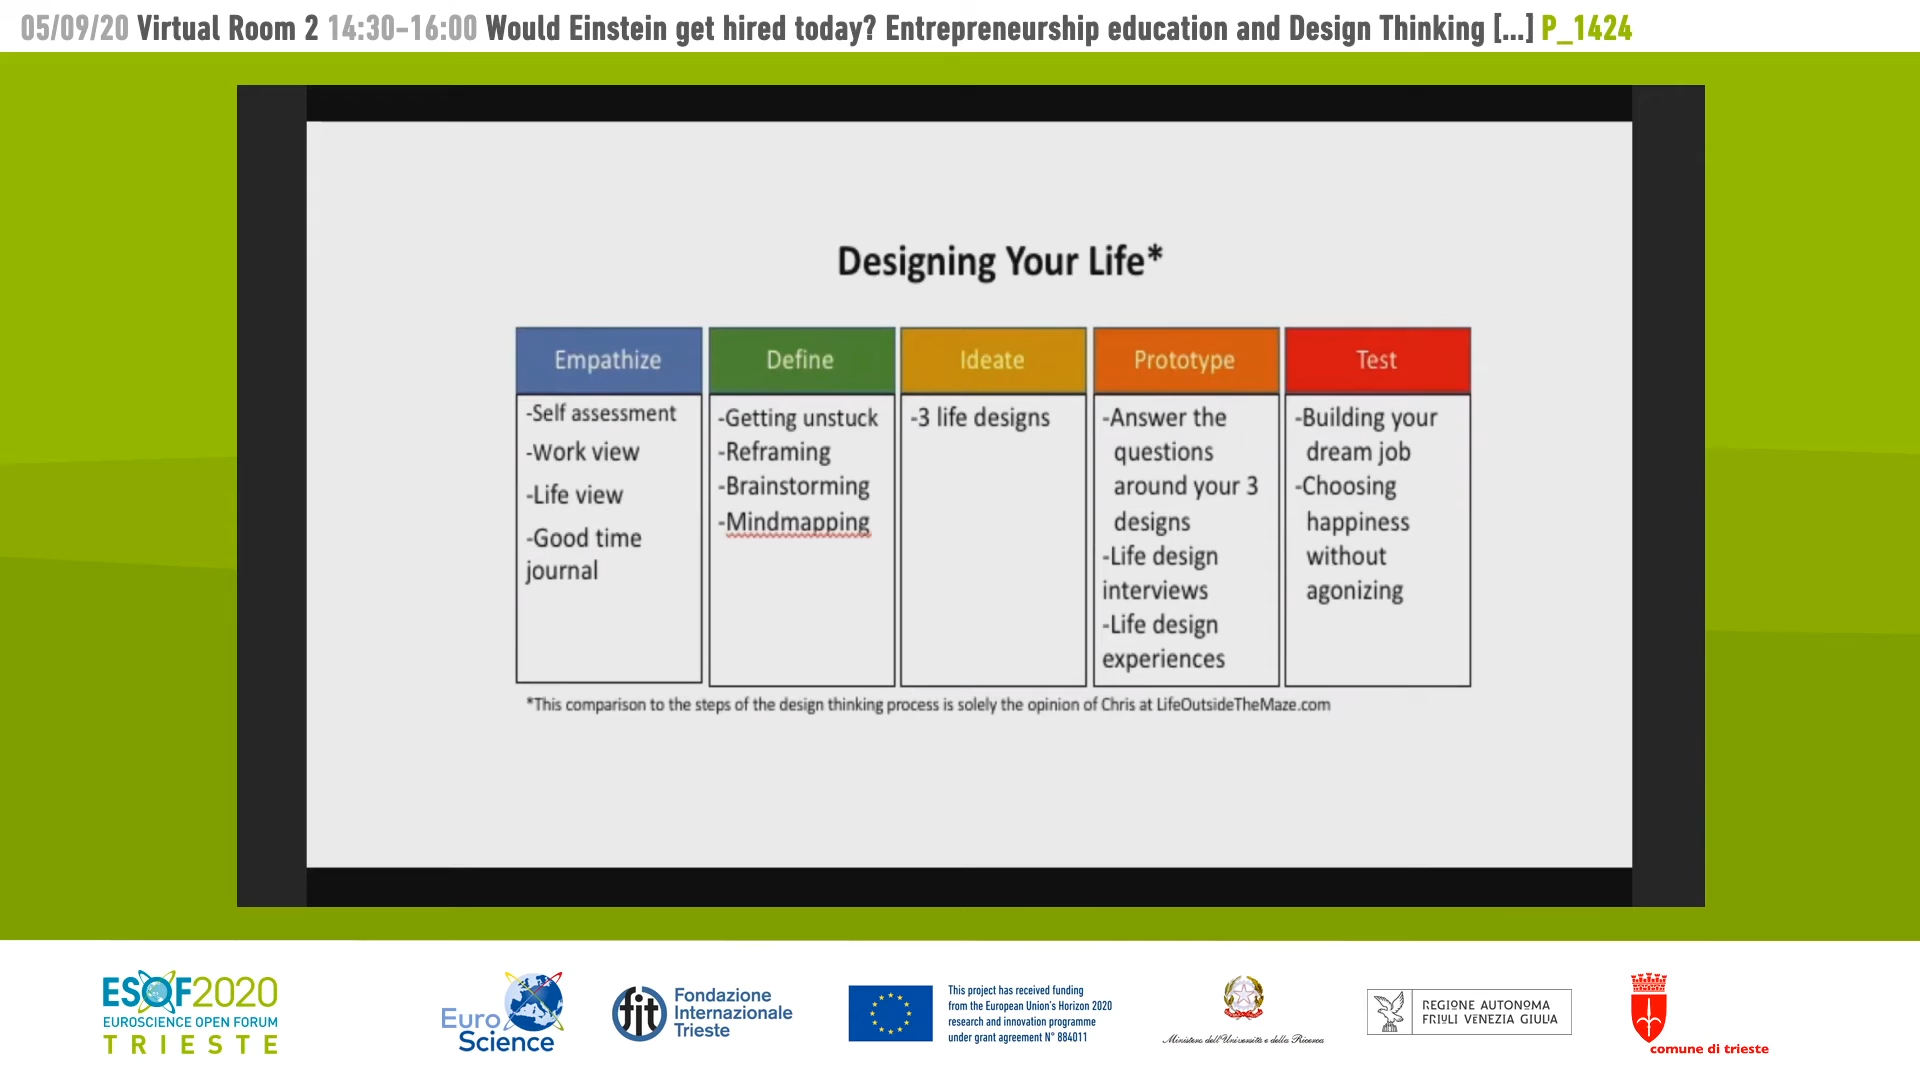 05/09/20 Virtual Room 2 14:30-16:00 Would Einstein get hired today? Entrepreneurship education and Design Thinking [...] P_1424
Designing Your Life*
Empathize
-Self assessment
-Work view
-Life view
-Good time
journal
Define
-Getting unstuck
-Reframing
-Brainstorming
-Mindmapping
Ideate
-3 life designs
Prototype
-Answer the
questions
around your 3
designs
-Life design
interviews
-Life design
experiences
Test
-Building your
dream job
-Choosing
happiness
without
agonizing
*This comparison to the steps of the design thinking process is solely the opinion of Chris at LifeOutsideTheMaze.com
ESOF2020
EUROSCIENCE OPEN FORUM
TRIESTE
Euro
Science
fit
Fondazione
Internazionale
Trieste
This project has received funding
from the European Union's Horizon 2020
research and innovation programme
under grant agreement N° 884011
Ministero dell'Università e della Ricerca
REGIONE AUTONOMA
FRIULI VENEZIA GIULIA
comune di trieste